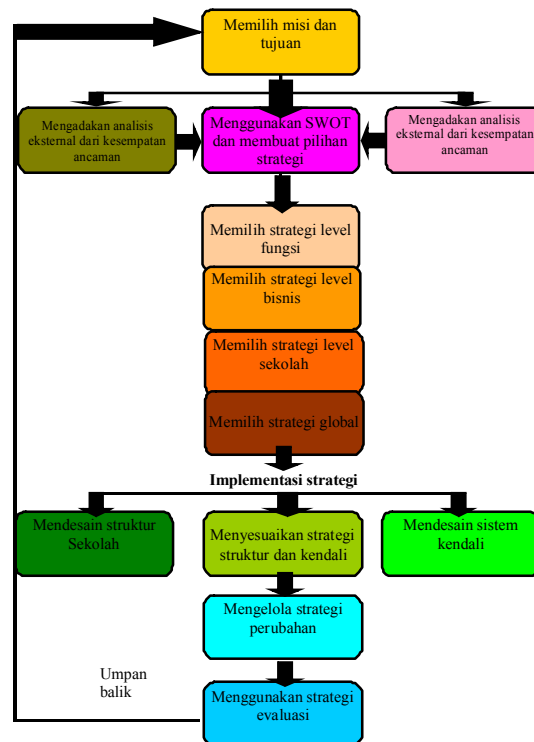 Memilih misi dan
tujuan
Mengadakan analisis
eksternal dari kesempatan
ancaman
Menggunakan SWOT
dan membuat pilihan
strategi
Mengadakan analisis
eksternal dari kesempatan
ancaman
Memilih strategi level
fungsi
Memilih strategi level
bisnis
Memilih strategi level
sekolah
Memilih strategi global
Implementasi strategi
Mendesain struktur
Sekolah
Menyesuaikan strategi
struktur dan kendali
Mendesain sistem
kendali
Mengelola strategi
perubahan
Umpan
balik
Menggunakan strategi
evaluasi